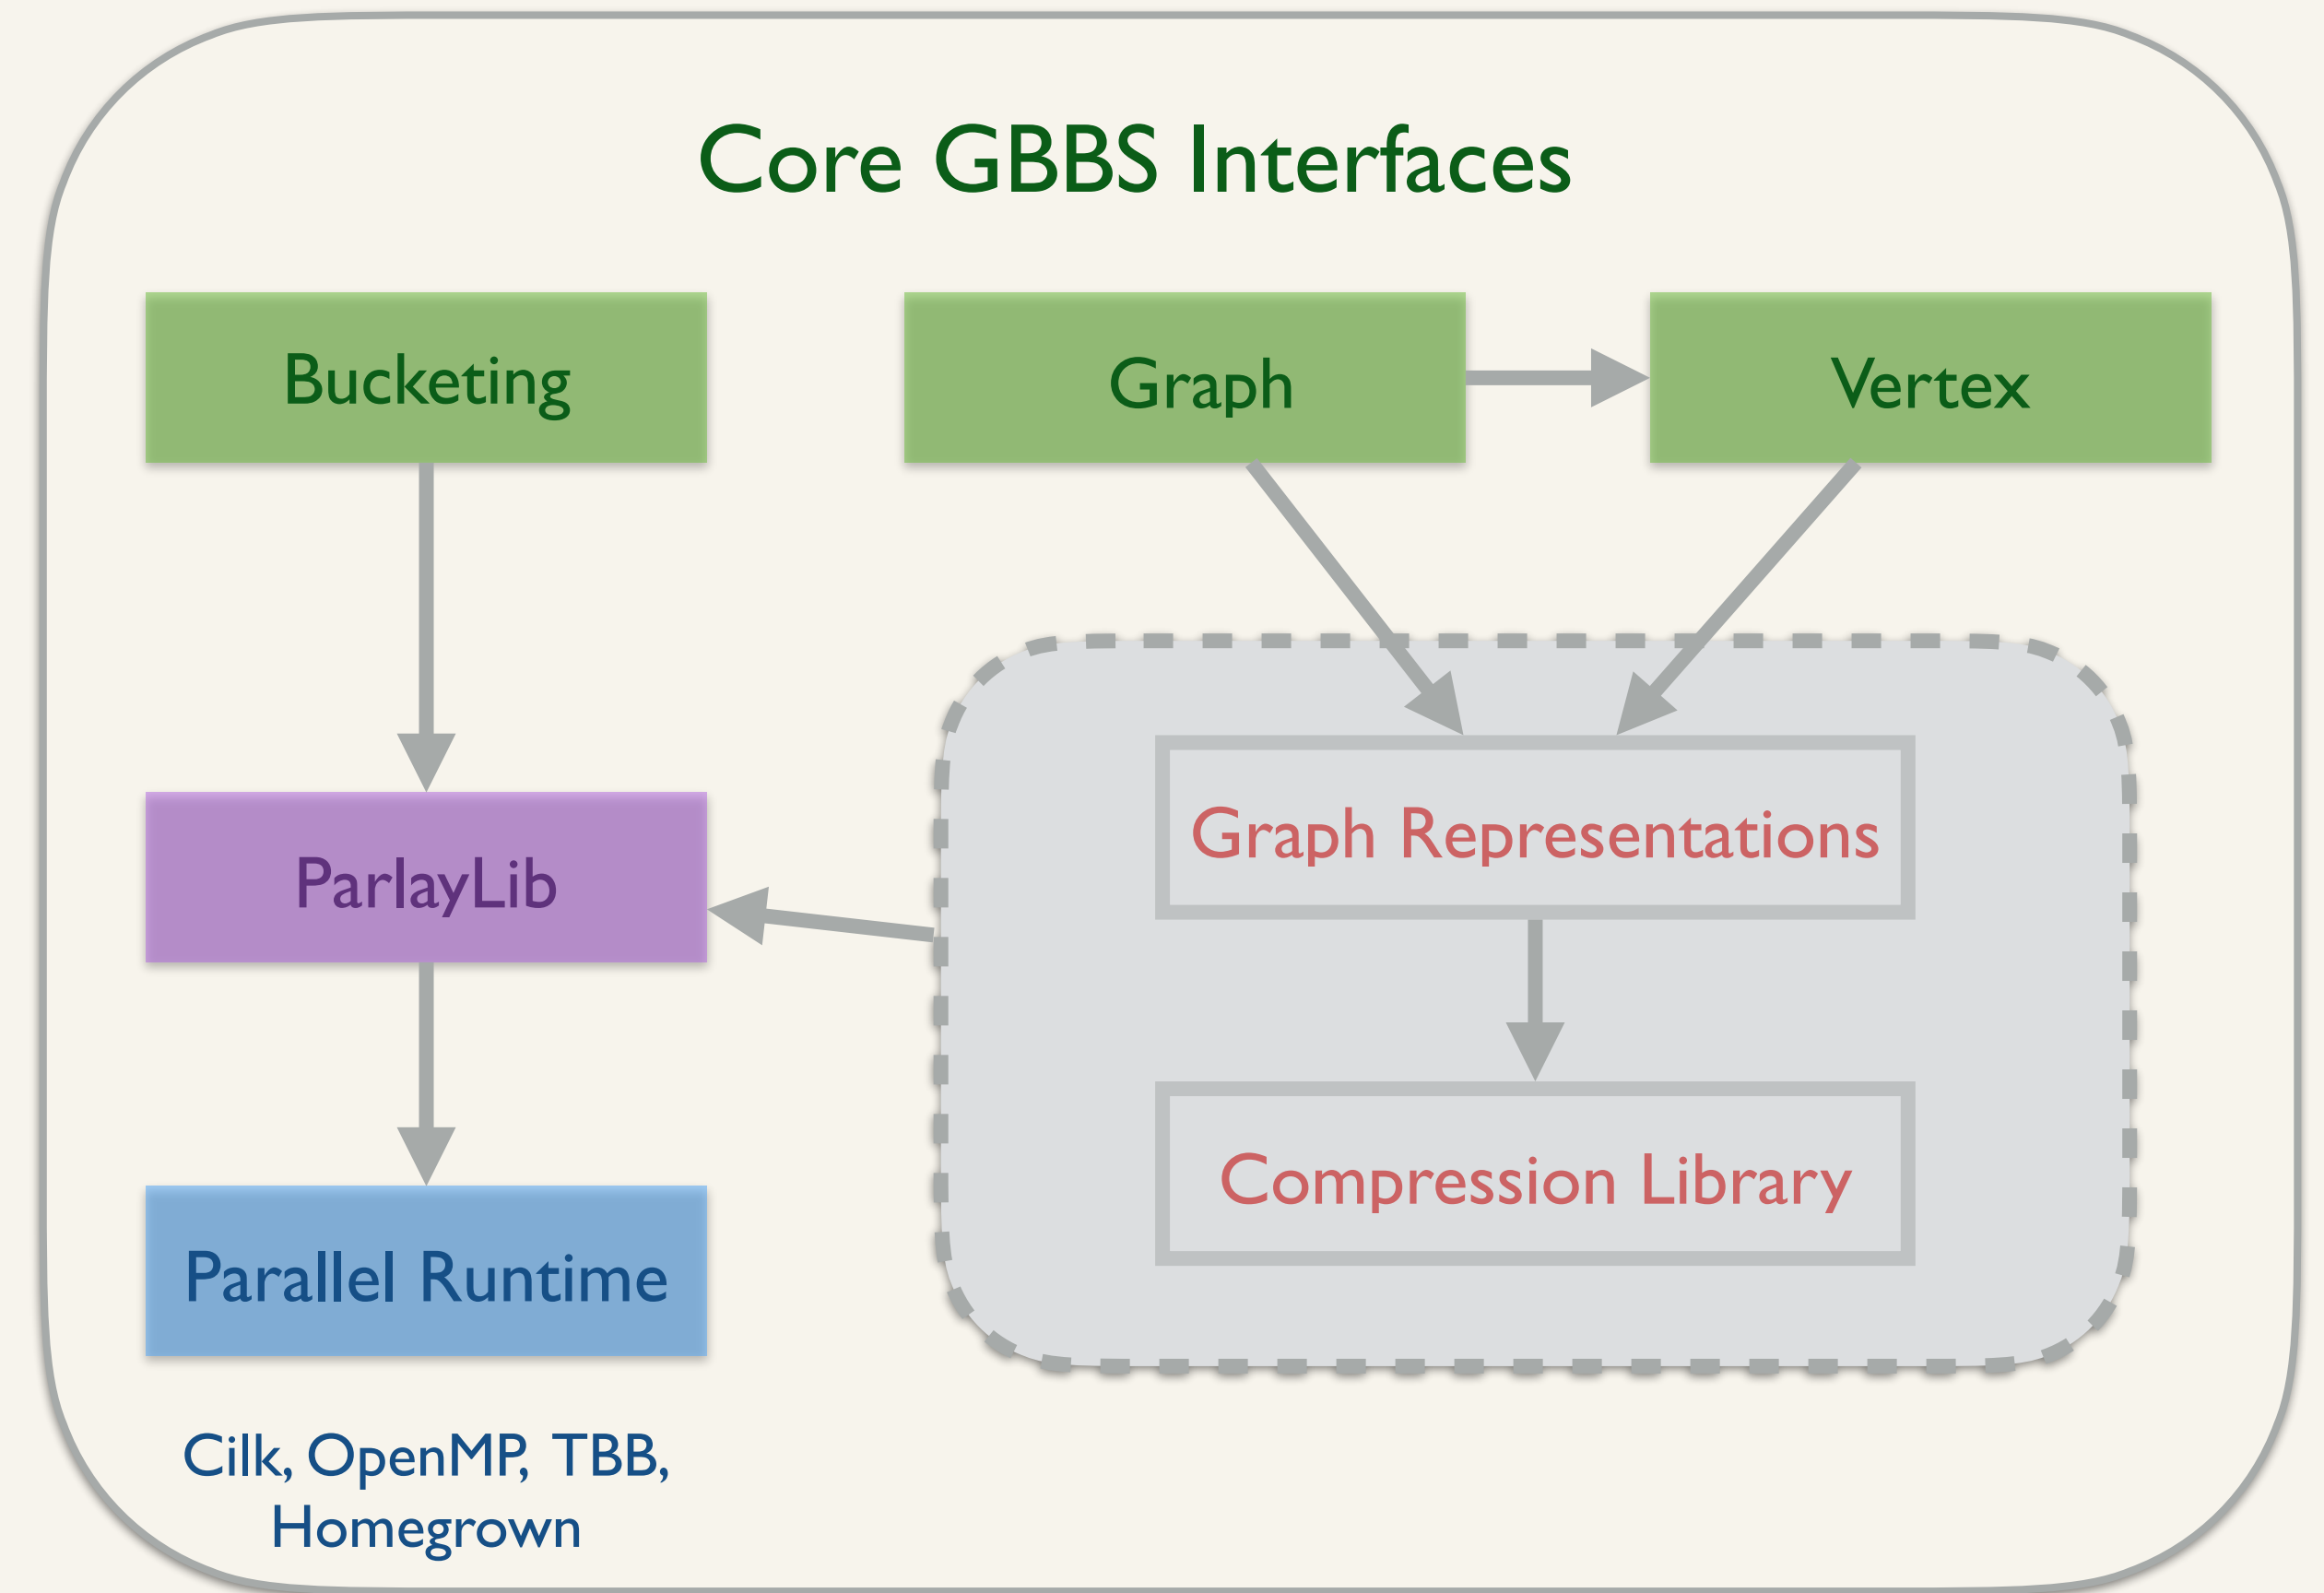 Core GBBS Interfaces
Bucketing
Graph
Vertex
ParlayLib
Graph Representations
Compression Library
Parallel Runtime
Cilk, OpenMP, TBB,
Homegrown